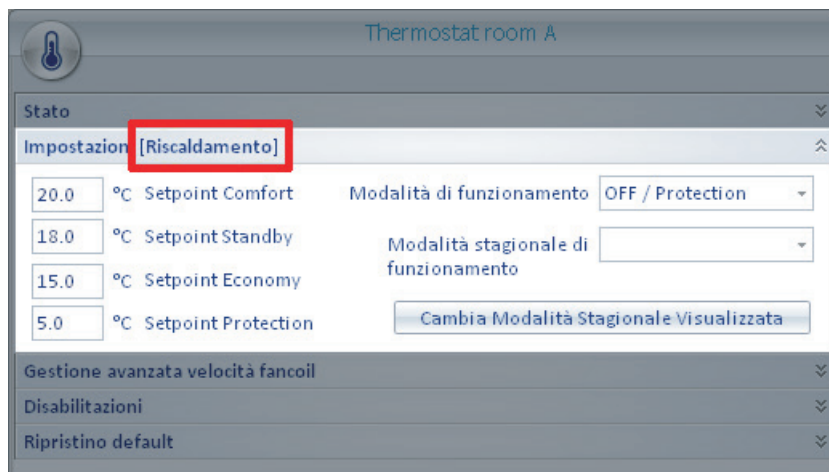 Thermostat room A
Stato
Impostazion [Riscaldamento]
20.0 °C Setpoint Comfort
Modalità di funzionamento OFF / Protection
18.0 °C Setpoint Standby
Modalità stagionale di
funzionamento
15.0 °C Setpoint Economy
5.0 °C Setpoint Protection
Cambia Modalità Stagionale Visualizzata
Gestione avanzata velocità fancoil
Disabilitazioni
Ripristino default